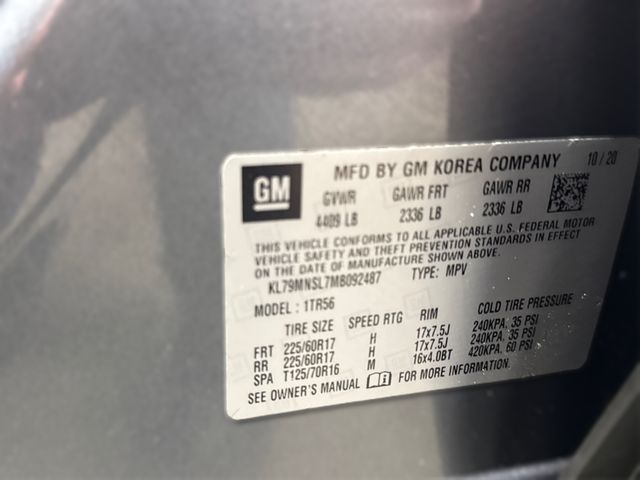 GM
MFD BY GM KOREA COMPANY 10/20
GVWR GAWR FRT GAWR RR
4409 LB 2336 LB 2336 LB
THIS VEHICLE CONFORMS TO ALL APPLICABLE U.S. FEDERAL MOTOR
VEHICLE SAFETY AND THEFT PREVENTION STANDARDS IN EFFECT
ON THE DATE OF MANUFACTURE SHOWN ABOVE.
KL79MNSL7MB092487 TYPE: MPV
MODEL: 1TR56
TIRE SIZE SPEED RTG RIM COLD TIRE PRESSURE
FRT 225/60R17 H 17x7.5J 240KPA, 35 PSI
RR 225/60R17 H 17x7.5J 240KPA, 35 PSI
SPA T125/70R16 M 16x4.0BT 420KPA, 60 PSI
SEE OWNER'S MANUAL FOR MORE INFORMATION.